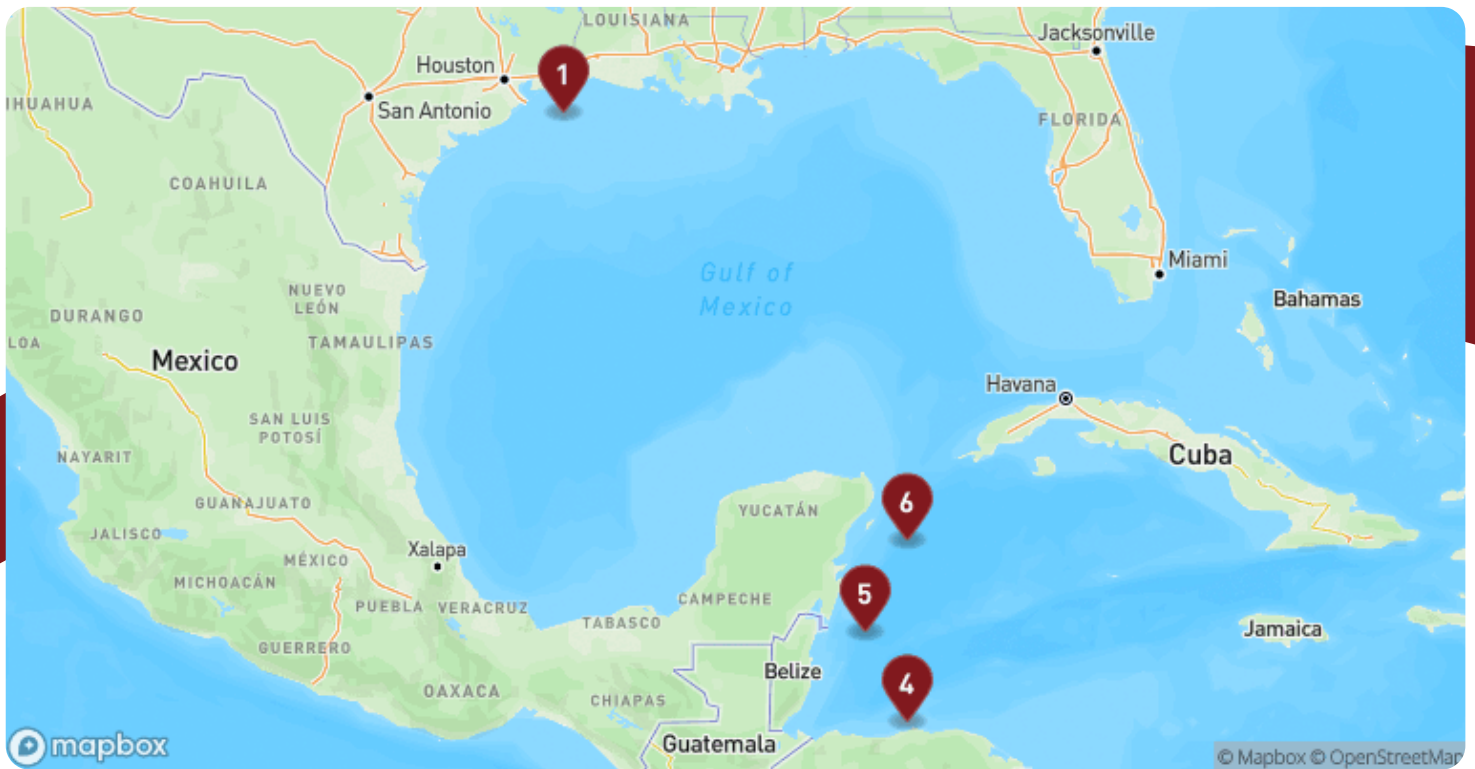 LOUISIANA
Jacksonville
Houston
1
IHUAHUA
San Antonio
FLORIDA
COAHUILA
Gulf of
Mexico
Miami
NUEVO
LEÓN
Bahamas
DURANGO
LOA
TAMAULIPAS
Mexico
Havana
SAN LUIS
POTOSÍ
Cuba
NAYARIT
6
GUANAJUATO
YUCATÁN
JALISCO
Xalapa
MÉXICO
MICHOACÁN
5
PUEBLA
VERACRUZ
CAMPECHE
TABASCO
Jamaica
GUERRERO
Belize
4
OAXACA
CHIAPAS
mapbox
Guatemala
© Mapbox © OpenStreetMap